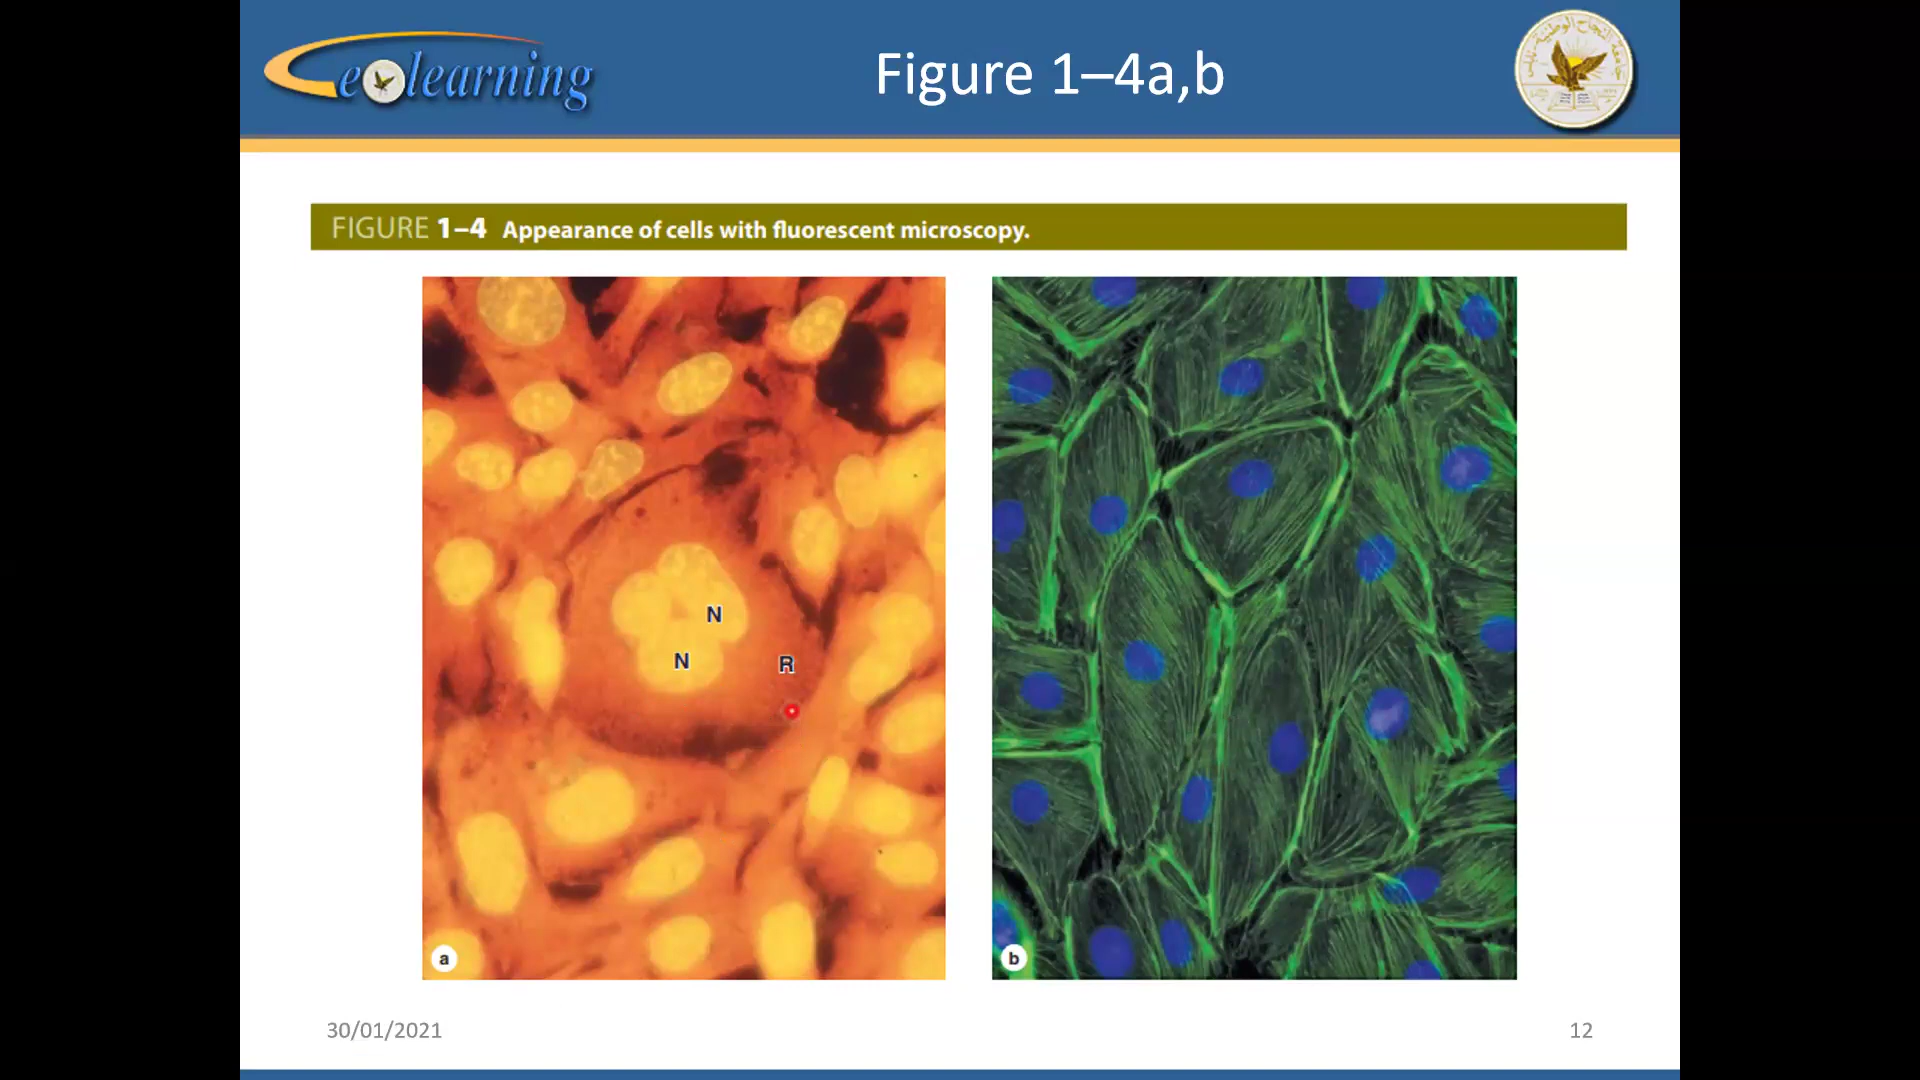 elearning
Figure 1–4a,b
FIGURE 1–4 Appearance of cells with fluorescent microscopy.
N
N
R
a
b
30/01/2021
12